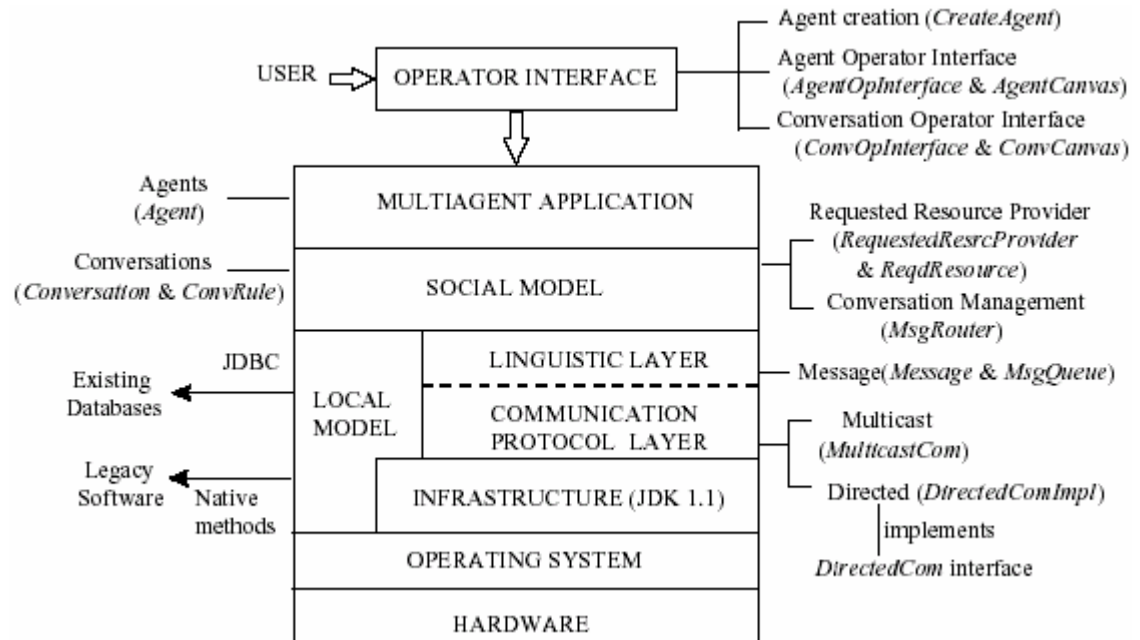 Agent creation (CreateAgent)
USER
OPERATOR INTERFACE
Agent Operator Interface
(AgentOpInterface & AgentCanvas)
Conversation Operator Interface
(ConvOpInterface & ConvCanvas)
Agents
(Agent)
MULTIAGENT APPLICATION
Requested Resource Provider
(RequestedResrcProvider
& ReqdResource)
Conversations
(Conversation & ConvRule)
SOCIAL MODEL
Conversation Management
(MsgRouter)
JDBC
LINGUISTIC LAYER
Message(Message & MsgQueue)
Existing
Databases
LOCAL
MODEL
COMMUNICATION
PROTOCOL LAYER
Multicast
(MulticastCom)
Legacy
Software
Native
methods
INFRASTRUCTURE (JDK 1.1)
Directed (DirectedComImpl)
implements
DirectedCom interface
OPERATING SYSTEM
HARDWARE